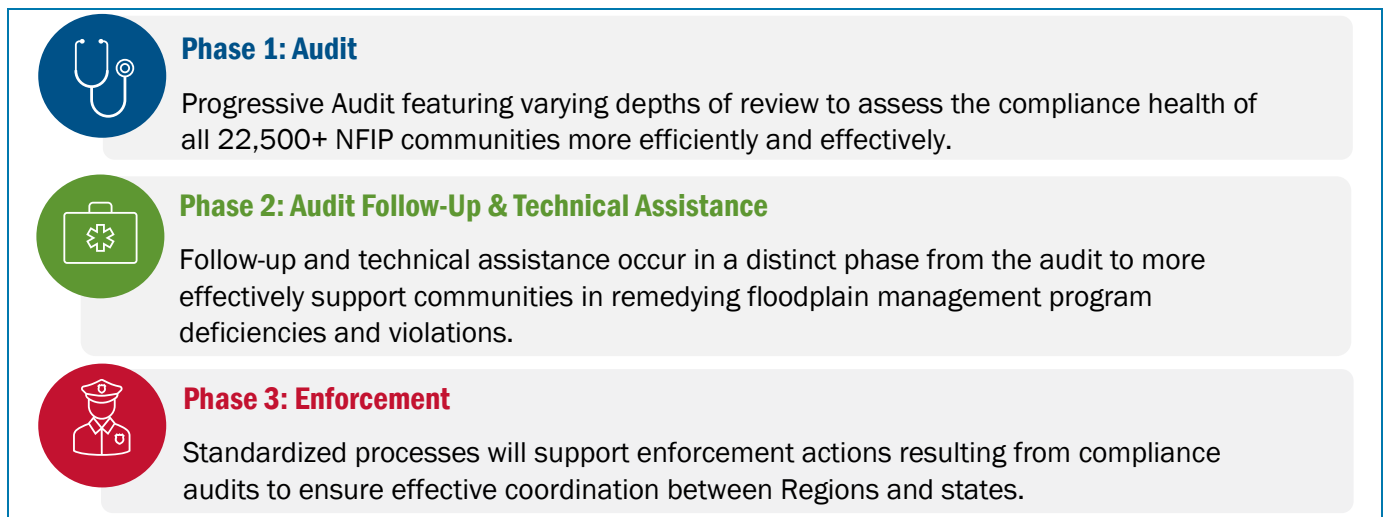 Phase 1: Audit
Progressive Audit featuring varying depths of review to assess the compliance health of
all 22,500+ NFIP communities more efficiently and effectively.
Phase 2: Audit Follow-Up & Technical Assistance
Follow-up and technical assistance occur in a distinct phase from the audit to more
effectively support communities in remedying floodplain management program
deficiencies and violations.
Phase 3: Enforcement
Standardized processes will support enforcement actions resulting from compliance
audits to ensure effective coordination between Regions and states.